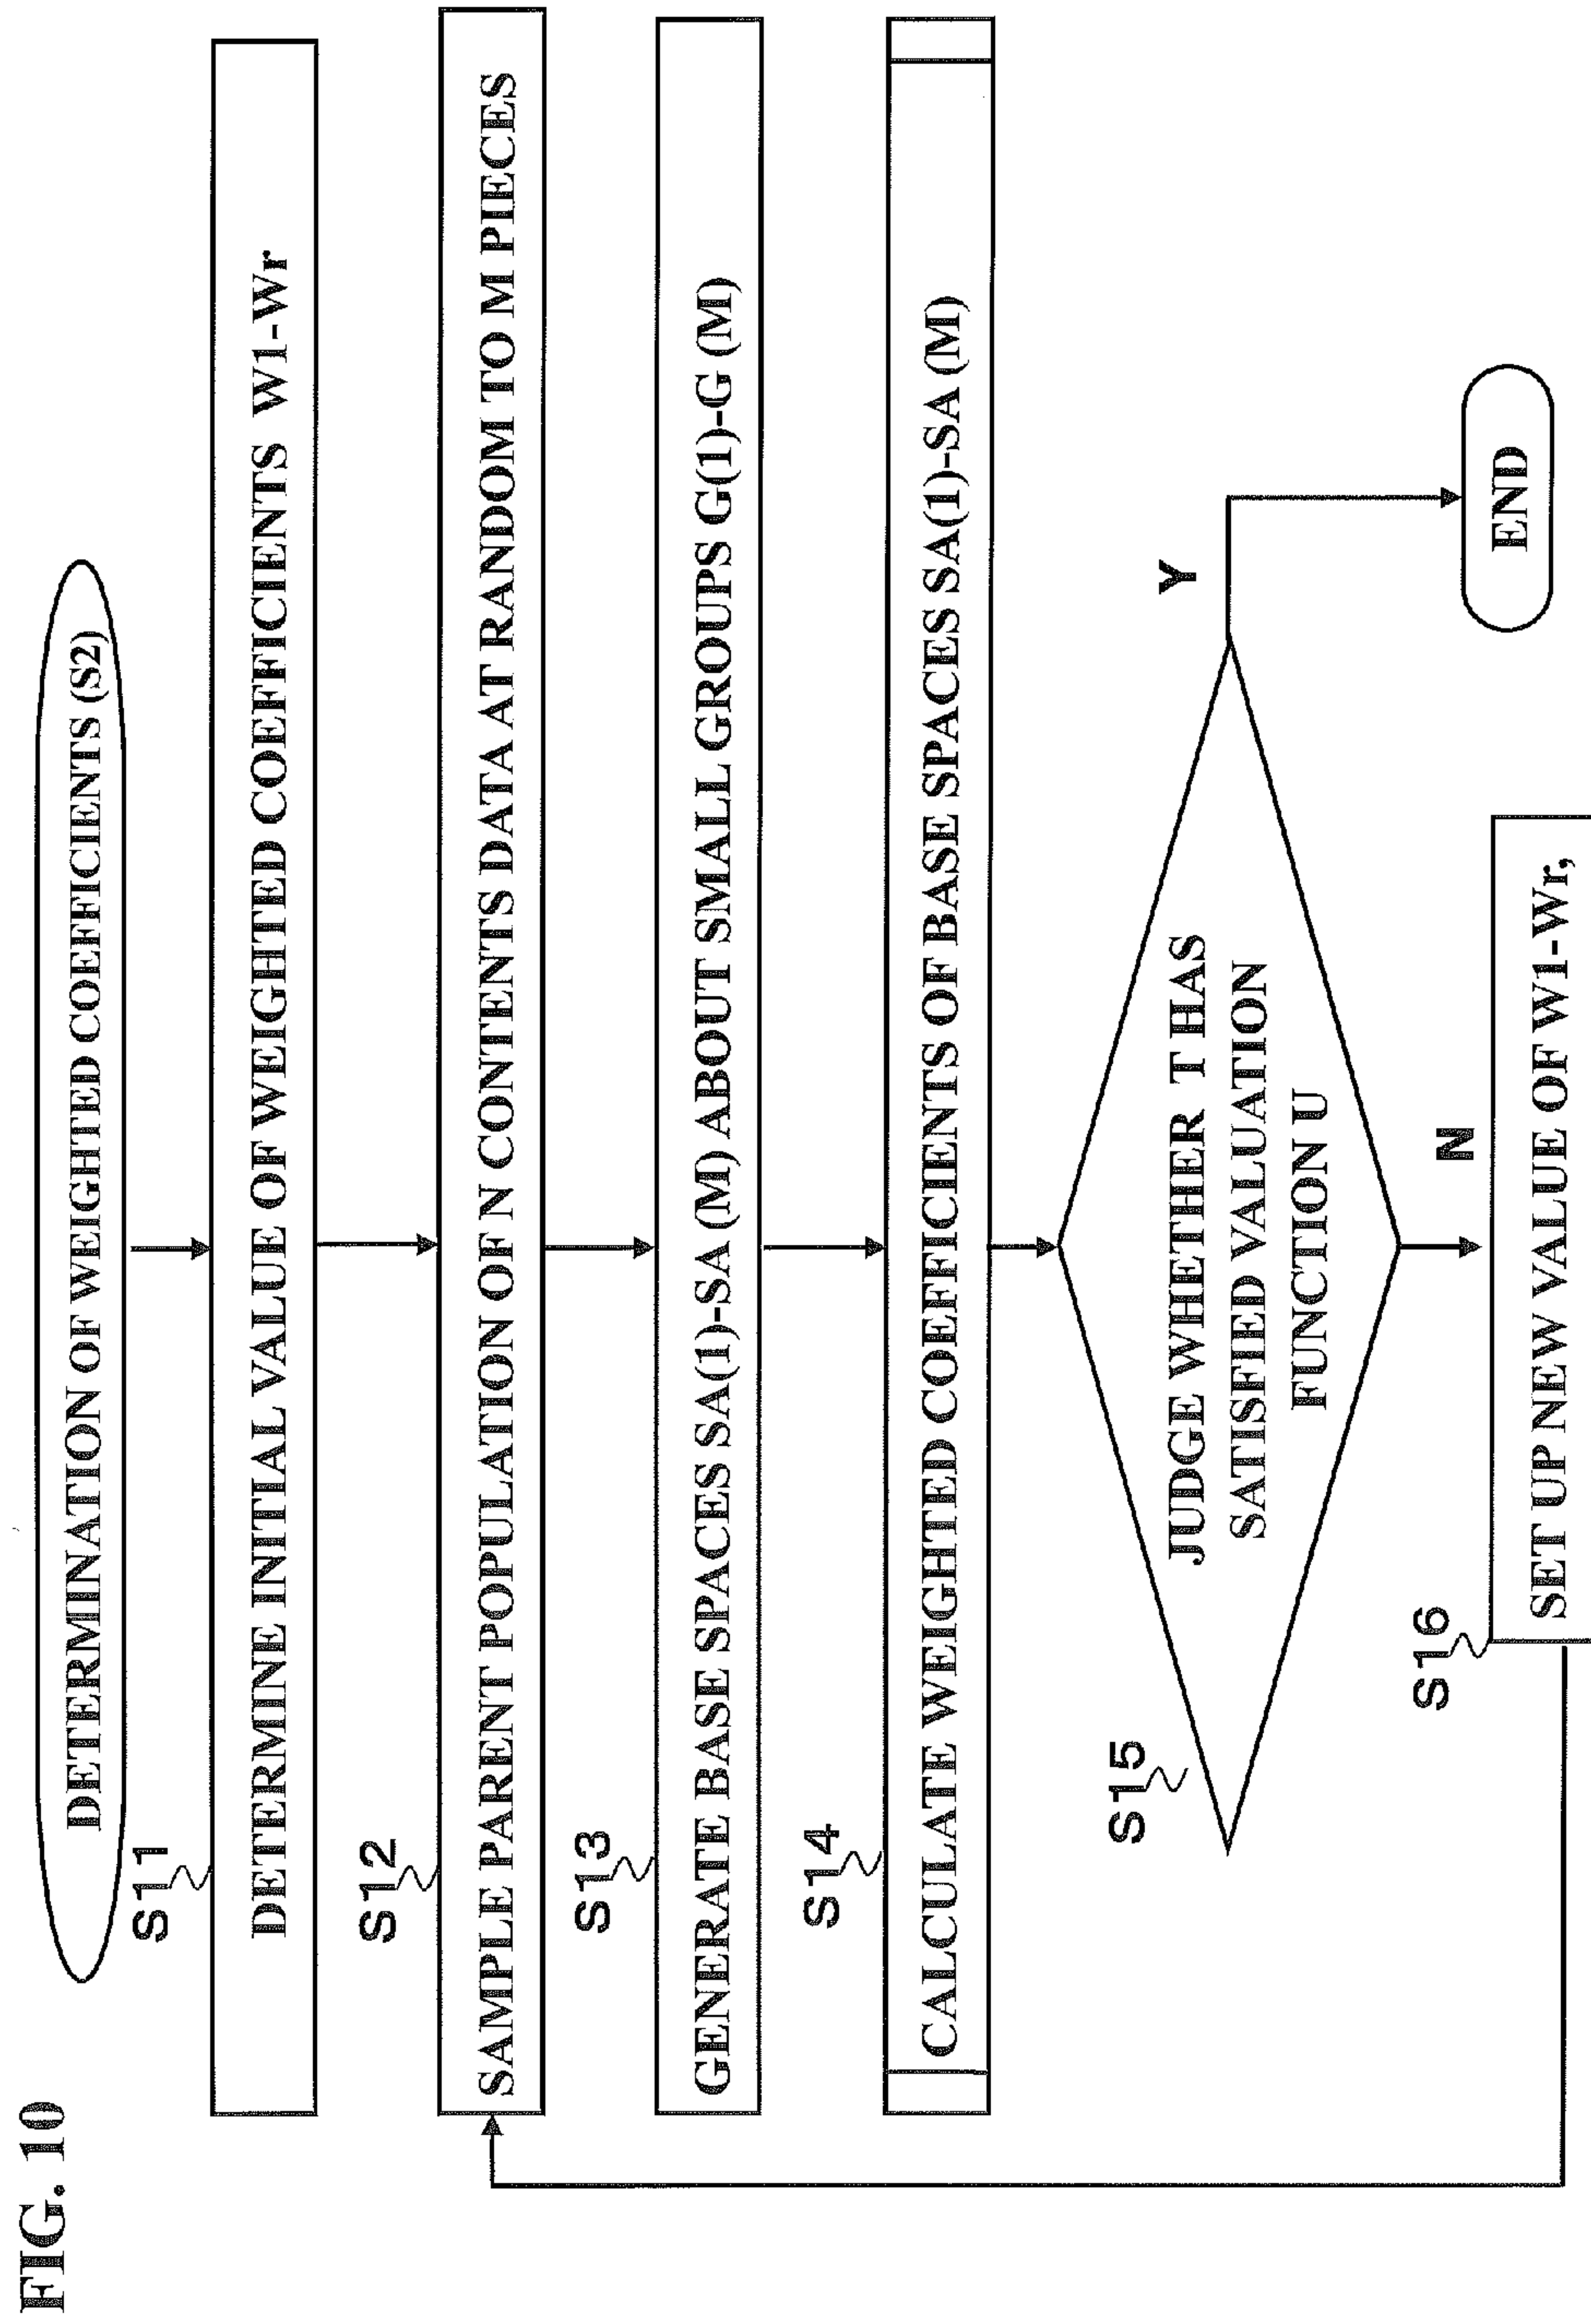 FIG. 10
DETERMINATION OF WEIGHTED COEFFICIENTS (S2)
S11
DETERMINE INITIAL VALUE OF WEIGHTED COEFFICIENTS W1-Wr
S12
SAMPLE PARENT POPULATION OF N CONTENTS DATA AT RANDOM TO M PIECES
S13
GENERATE BASE SPACES SA(1)-SA (M) ABOUT SMALL GROUPS G(1)-G (M)
S14
CALCULATE WEIGHTED COEFFICIENTS OF BASE SPACES SA(1)-SA (M)
S15
JUDGE WHETHER T HAS
SATISFIED VALUATION
FUNCTION U
Y
END
N
S16
SET UP NEW VALUE OF W1-Wr,